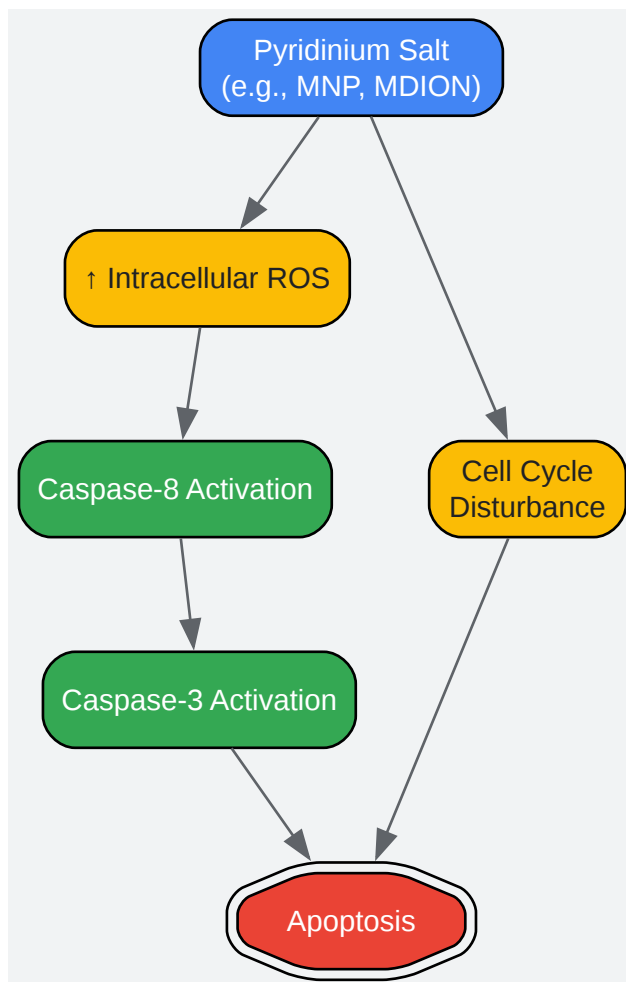 Pyridinium Salt
(e.g., MNP, MDION)
↑ Intracellular ROS
Caspase-8 Activation
Cell Cycle
Disturbance
Caspase-3 Activation
Apoptosis